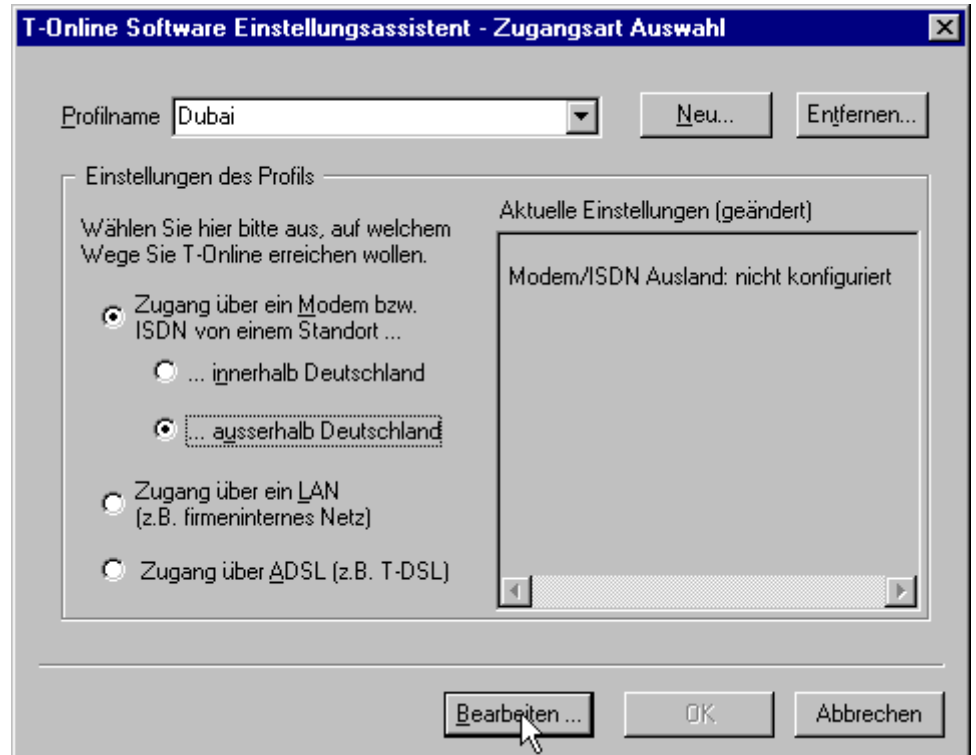 T-Online Software Einstellungsassistent - Zugangsart Auswahl
Profilname Dubai Neu... Entfernen...
Einstellungen des Profils
Wählen Sie hier bitte aus, auf welchem
Wege Sie T-Online erreichen wollen.
Zugang über ein Modem bzw.
ISDN von einem Standort ...
... innerhalb Deutschland
... ausserhalb Deutschland
Zugang über ein LAN
(z.B. firmeninternes Netz)
Zugang über ADSL (z.B. T-DSL)
Aktuelle Einstellungen (geändert)
Modem/ISDN Ausland: nicht konfiguriert
Bearbeiten ... OK Abbrechen